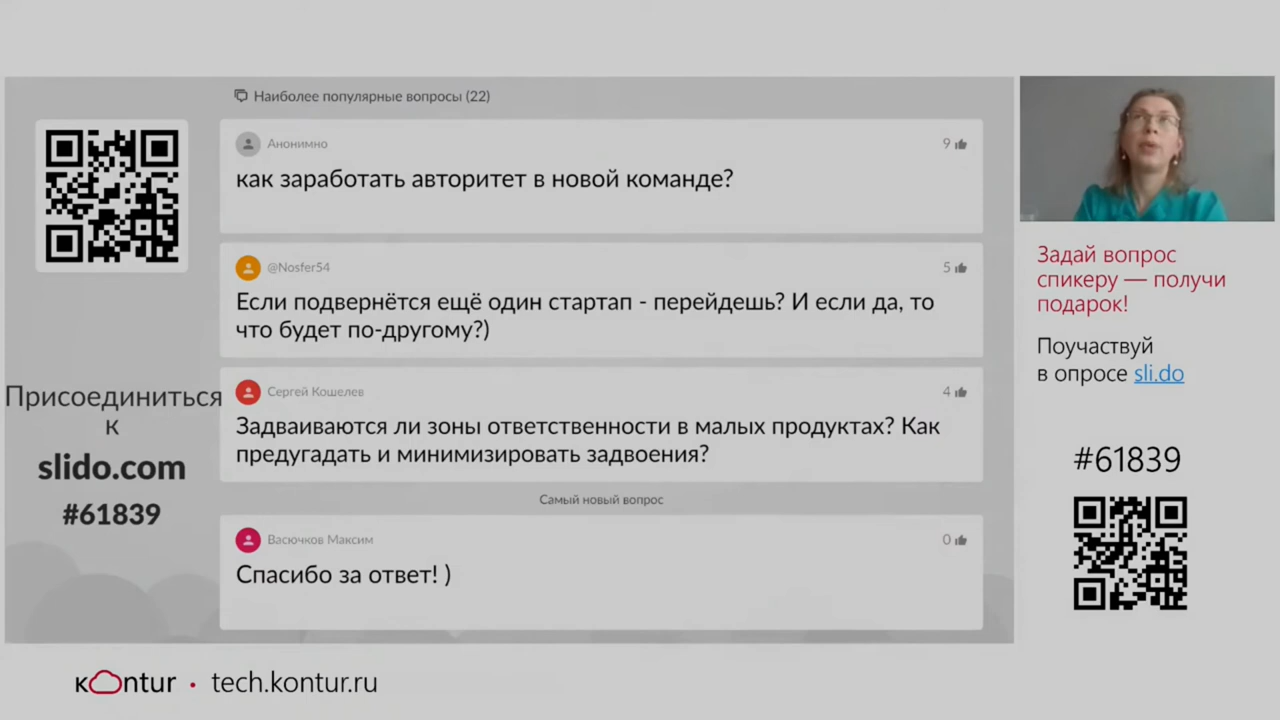 Наиболее популярные вопросы (22)
Анонимно
9
как заработать авторитет в новой команде?
@Nosfer54
5
Если подвернётся ещё один стартап - перейдешь? И если да, то
что будет по-другому?)
Сергей Кошелев
4
Задваиваются ли зоны ответственности в малых продуктах? Как
предугадать и минимизировать задвоения?
Самый новый вопрос
Васючков Максим
0
Спасибо за ответ! )
Присоединиться
к
slido.com
#61839
Задай вопрос
спикеру — получи
подарок!
Поучаствуй
в опросе sli.do
#61839
kontur · tech.kontur.ru